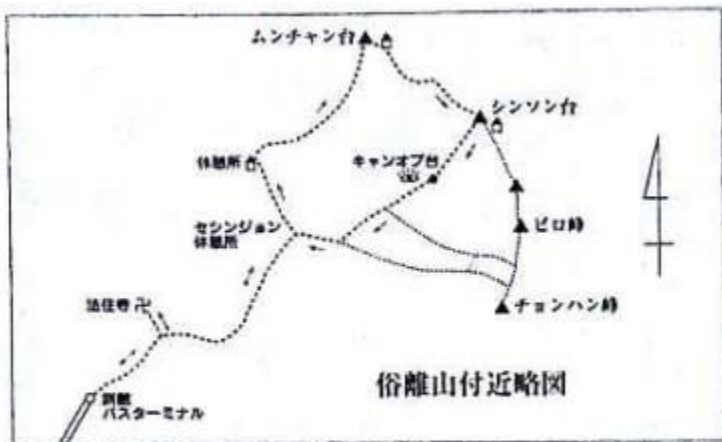 ムンチャン台
シンソン台
休憩所
キャンオプ台
セシンジョン
休憩所
ピロ峰
法住寺
チョンハン峰
俗離山付近略図
バスターミナル